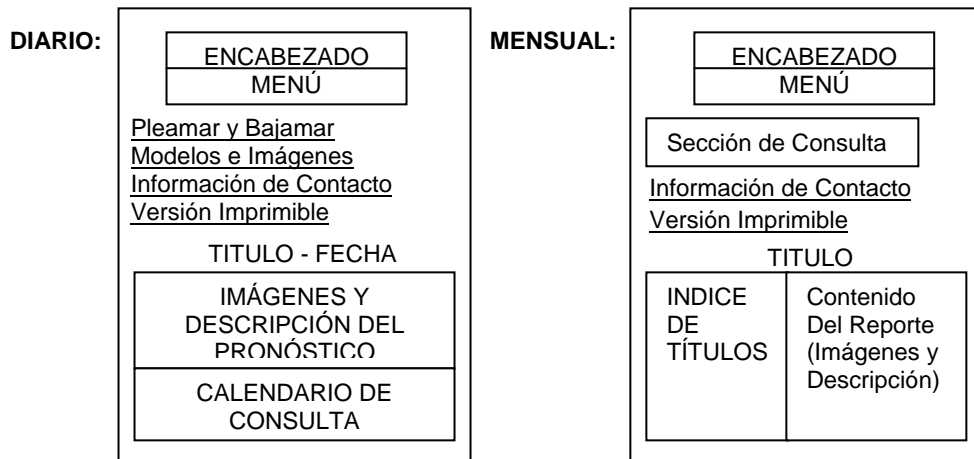 DIARIO:
ENCABEZADO
MENÚ
Pleamar y Bajamar
Modelos e Imágenes
Información de Contacto
Versión Imprimible
TITULO - FECHA
IMÁGENES Y
DESCRIPCIÓN DEL
PRONÓSTICO
CALENDARIO DE
CONSULTA
MENSUAL:
ENCABEZADO
MENÚ
Sección de Consulta
Información de Contacto
Versión Imprimible
TITULO
INDICE
DE
TÍTULOS
Contenido
Del Reporte
(Imágenes y
Descripción)